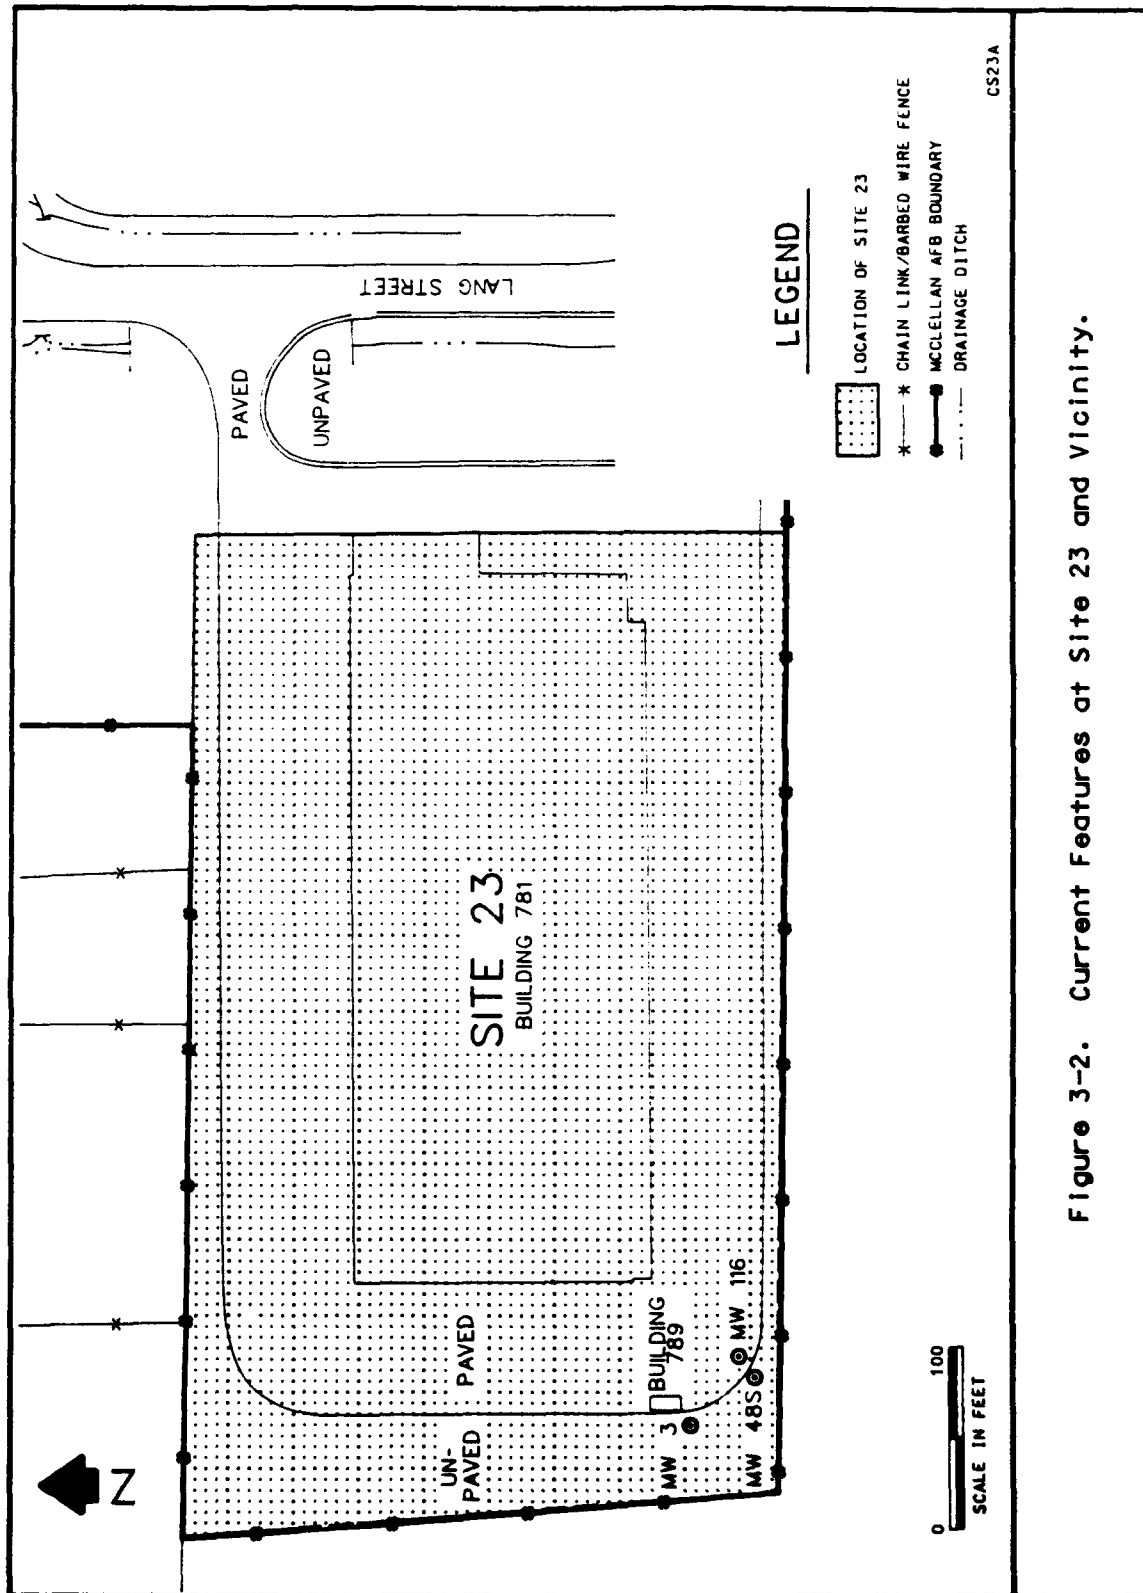 N
PAVED
UNPAVED
LANG STREET
SITE 23
BUILDING 781
UN-
PAVED
PAVED
BUILDING
789
MW 3
MW 48S
MW 116
LEGEND
LOCATION OF SITE 23
CHAIN LINK/BARBED WIRE FENCE
MCCLELLAN AFB BOUNDARY
DRAINAGE DITCH
0 100
SCALE IN FEET
CS23A
Figure 3-2. Current Features at Site 23 and Vicinity.